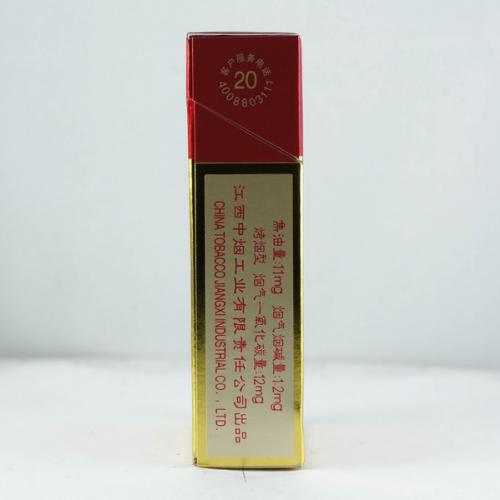 客户服务电话
20
4008803111
焦油量:11mg 烟气烟碱量:1.2mg
烤烟型 烟气一氧化碳量:12mg
江西中烟工业有限责任公司出品
CHINA TOBACCO JIANGXI INDUSTRIAL CO., LTD.